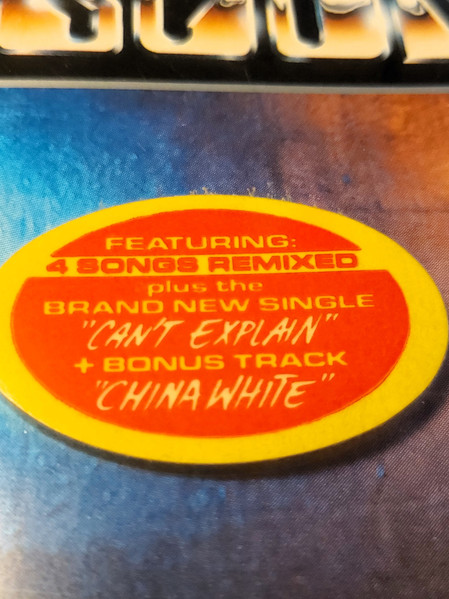 FEATURING:
4 SONGS REMIXED
plus the
BRAND NEW SINGLE
"CAN'T EXPLAIN"
+ BONUS TRACK
"CHINA WHITE"